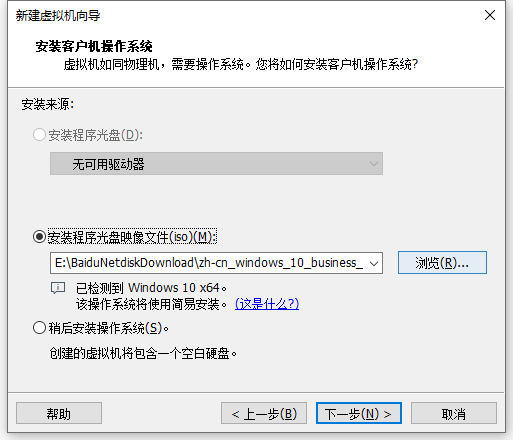 新建虚拟机向导
安装客户机操作系统
虚拟机如同物理机，需要操作系统。您将如何安装客户机操作系统?
安装来源:
安装程序光盘(D):
无可用驱动器
安装程序光盘映像文件(iso)(M):
E:\BaiduNetdiskDownload\zh-cn_windows_10_business_
浏览(R)...
已检测到 Windows 10 x64。
该操作系统将使用简易安装。 (这是什么?)
稍后安装操作系统(S)。
创建的虚拟机将包含一个空白硬盘。
帮助
< 上一步(B)
下一步(N) >
取消